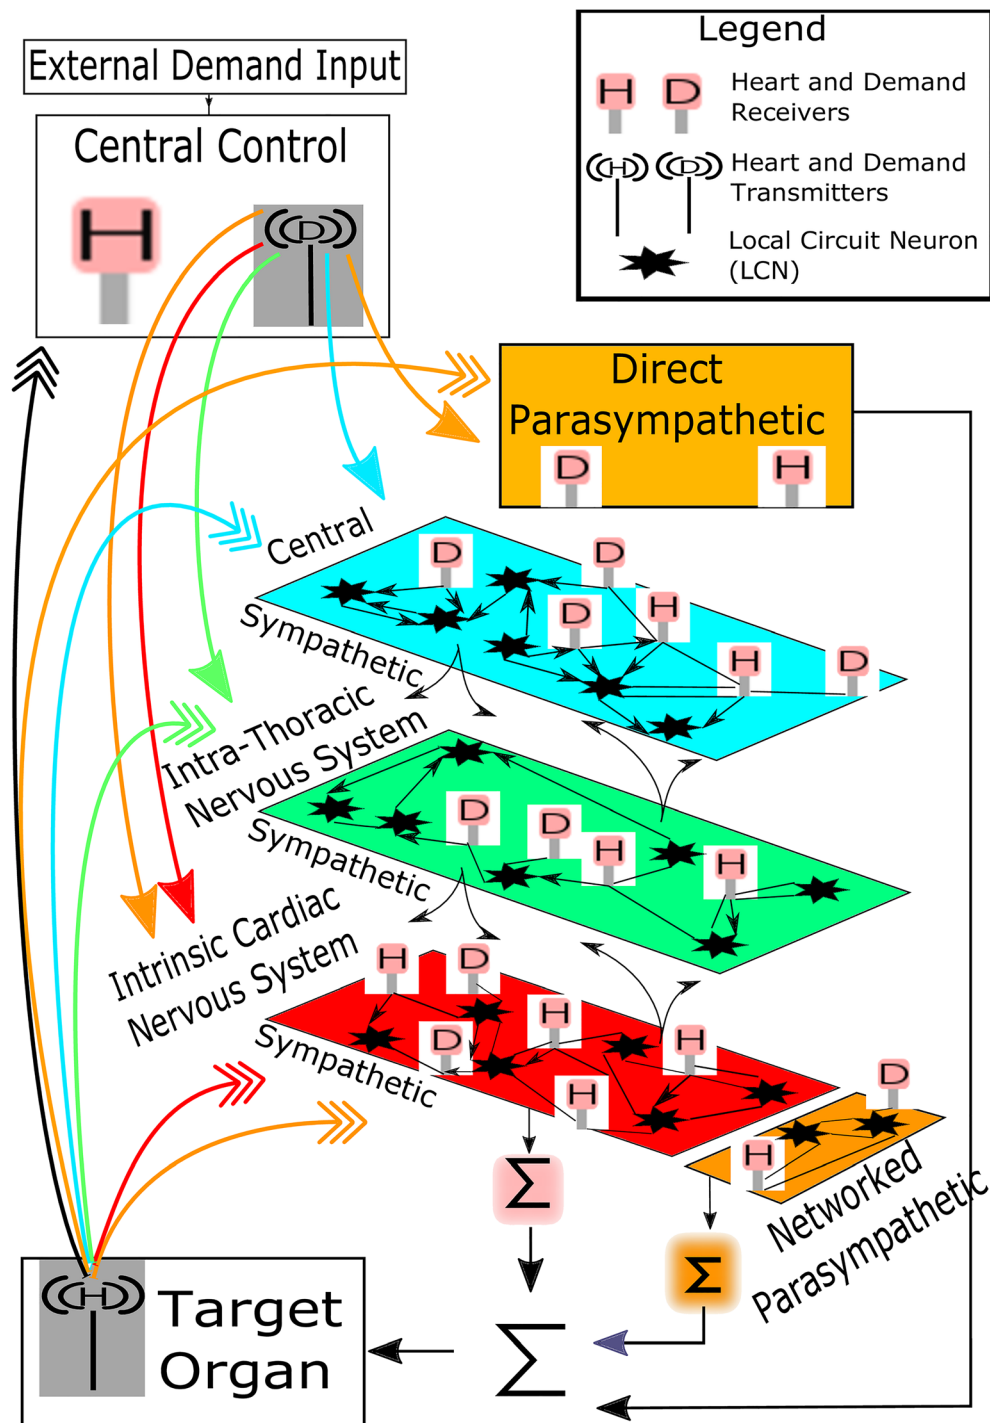 Legend
H D Heart and Demand
Receivers
H D Heart and Demand
Transmitters
Local Circuit Neuron
(LCN)
External Demand Input
Central Control
H D
Direct
Parasympathetic
D H
Central
D D
D H
H D
Sympathetic
Intra-Thoracic
Nervous System
D D
H H
Sympathetic
Intrinsic Cardiac
Nervous System
H D
H H
D
H
Sympathetic
D
H
Networked
Parasympathetic
Σ
Σ
Σ
H
Target
Organ